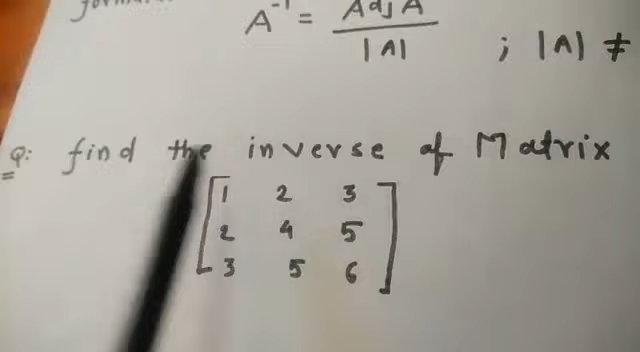 A⁻¹ = Adj A / |A| ; |A| ≠
Q: find the inverse of Matrix
1 2 3
2 4 5
3 5 6